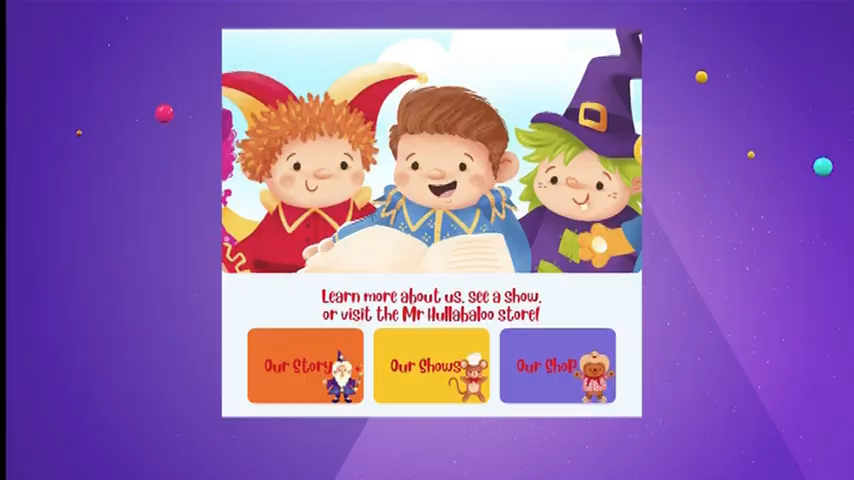 Learn more about us, see a show,
or visit the Mr Hullabaloo store!
Our Story
Our Shows
Our Shop